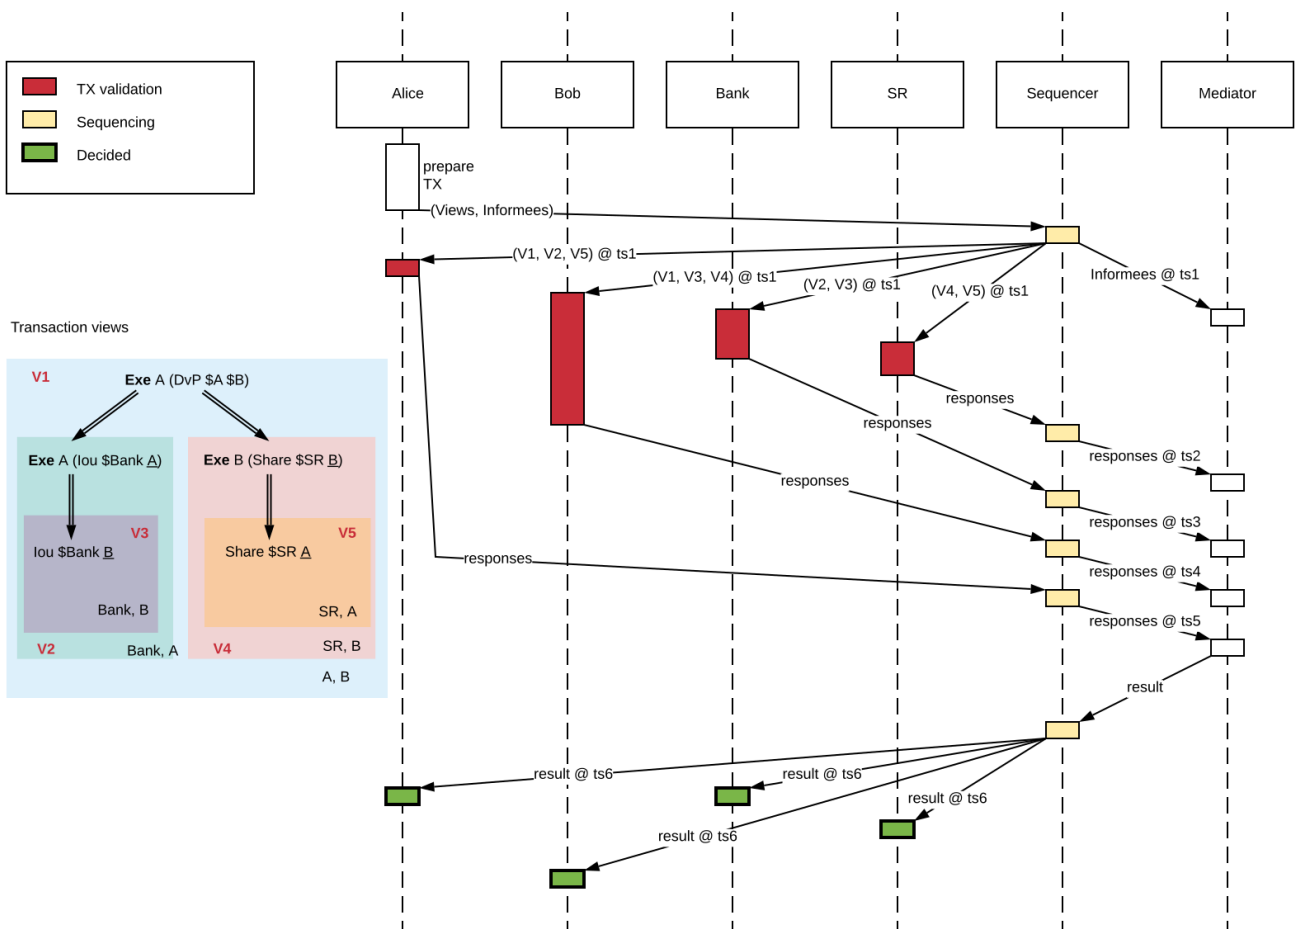 Alice
Bob
Bank
SR
Sequencer
Mediator
TX validation
Sequencing
Decided
prepare
TX
(Views, Informees)
(V1, V2, V5) @ ts1
(V1, V3, V4) @ ts1
(V2, V3) @ ts1
(V4, V5) @ ts1
Informees @ ts1
responses
responses
responses @ ts2
responses
responses @ ts3
responses
responses @ ts4
responses @ ts5
result
result @ ts6
result @ ts6
result @ ts6
result @ ts6
Transaction views
V1
Exe A (DvP $A $B)
Exe A (Iou $Bank A)
Exe B (Share $SR B)
V3
V5
Iou $Bank B
Share $SR A
Bank, B
SR, A
V2
Bank, A
V4
SR, B
A, B